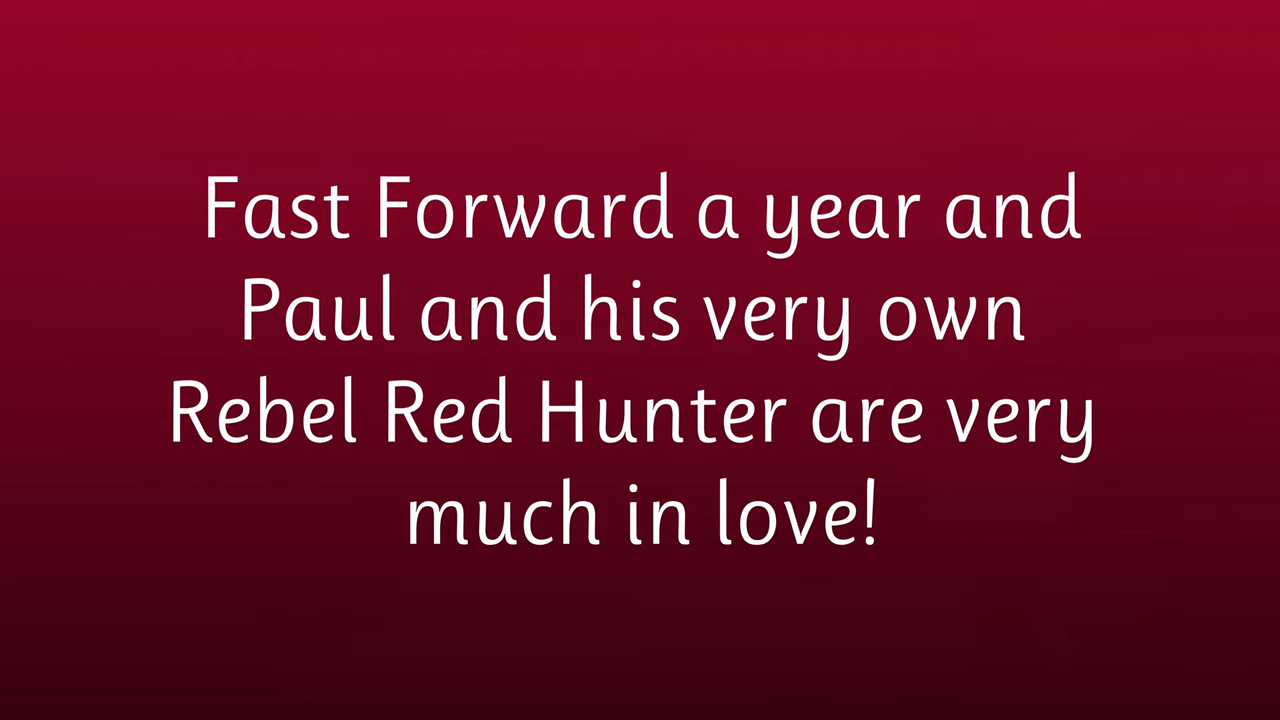 Fast Forward a year and
Paul and his very own
Rebel Red Hunter are very
much in love!